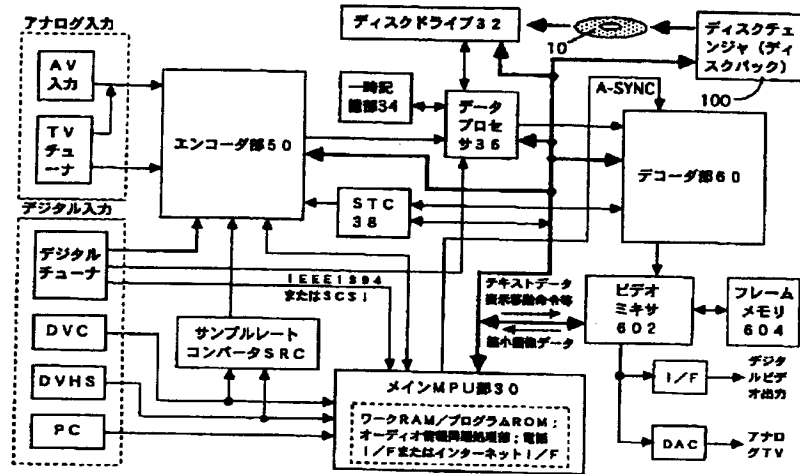 アナログ入力
AV
入力
TV
チュ
ーナ
デジタル入力
デジタル
チューナ
DVC
DVHS
PC
エンコーダ部50
サンプルレート
コンバータSRC
IEEE1394
またはSCSI
ディスクドライブ32
一時記
憶部34
データ
プロセ
サ36
STC
38
10
ディスクチェ
ンジャ(ディ
スクパック)
100
A-SYNC
デコーダ部60
テキストデータ
表示移動命令等
縮小画像データ
ビデオ
ミキサ
602
フレーム
メモリ
604
I/F
デジタ
ルビデ
オ出力
DAC
アナロ
グTV
メインMPU部30
ワークRAM/プログラムROM;
オーディオ情報同期処理部;電話
I/FまたはインターネットI/F